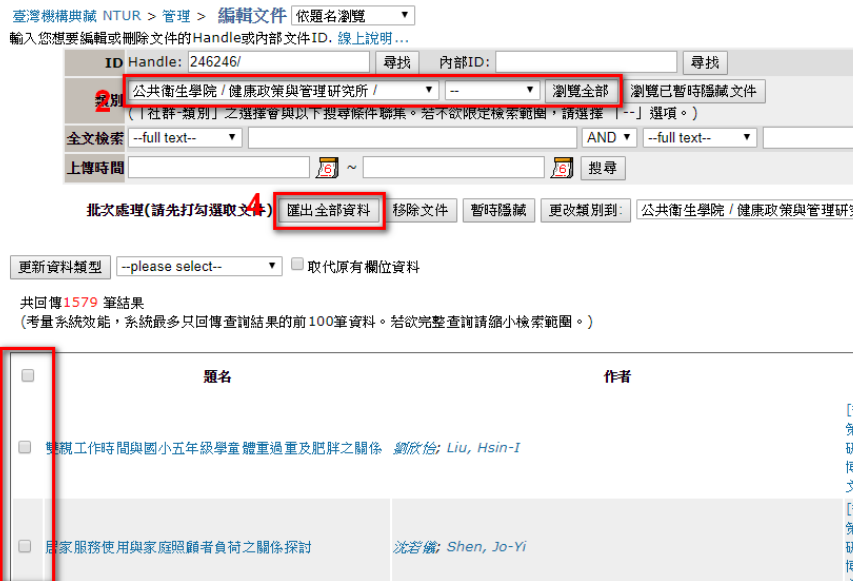 臺灣機構典藏 NTUR > 管理 > 編輯文件 依題名瀏覽
輸入您想要編輯或刪除文件的Handle或內部文件ID. 線上說明...
ID Handle: 246246/ 尋找 內部ID: 尋找
2 類別 公共衛生學院 / 健康政策與管理研究所 / -- 瀏覽全部 瀏覽已暫時隱藏文件
(「社群-類別」之選擇會與以下搜尋條件聯集。若不欲限定檢索範圍，請選擇 「--」選項。)
全文檢索 --full text-- AND --full text--
上傳時間 6 ~ 6 搜尋
4 批次處理(請先打勾選取文件) 匯出全部資料 移除文件 暫時隱藏 更改類別到: 公共衛生學院 / 健康政策與管理研
更新資料類型 --please select-- 取代原有欄位資料
共回傳1579 筆結果
(考量系統效能，系統最多只回傳查詢結果的前100筆資料。若欲完整查詢請縮小檢索範圍。)
題名 作者
雙親工作時間與國小五年級學童體重過重及肥胖之關係 劉欣怡; Liu, Hsin-I
居家服務使用與家庭照顧者負荷之關係探討 沈若儀; Shen, Jo-Yi